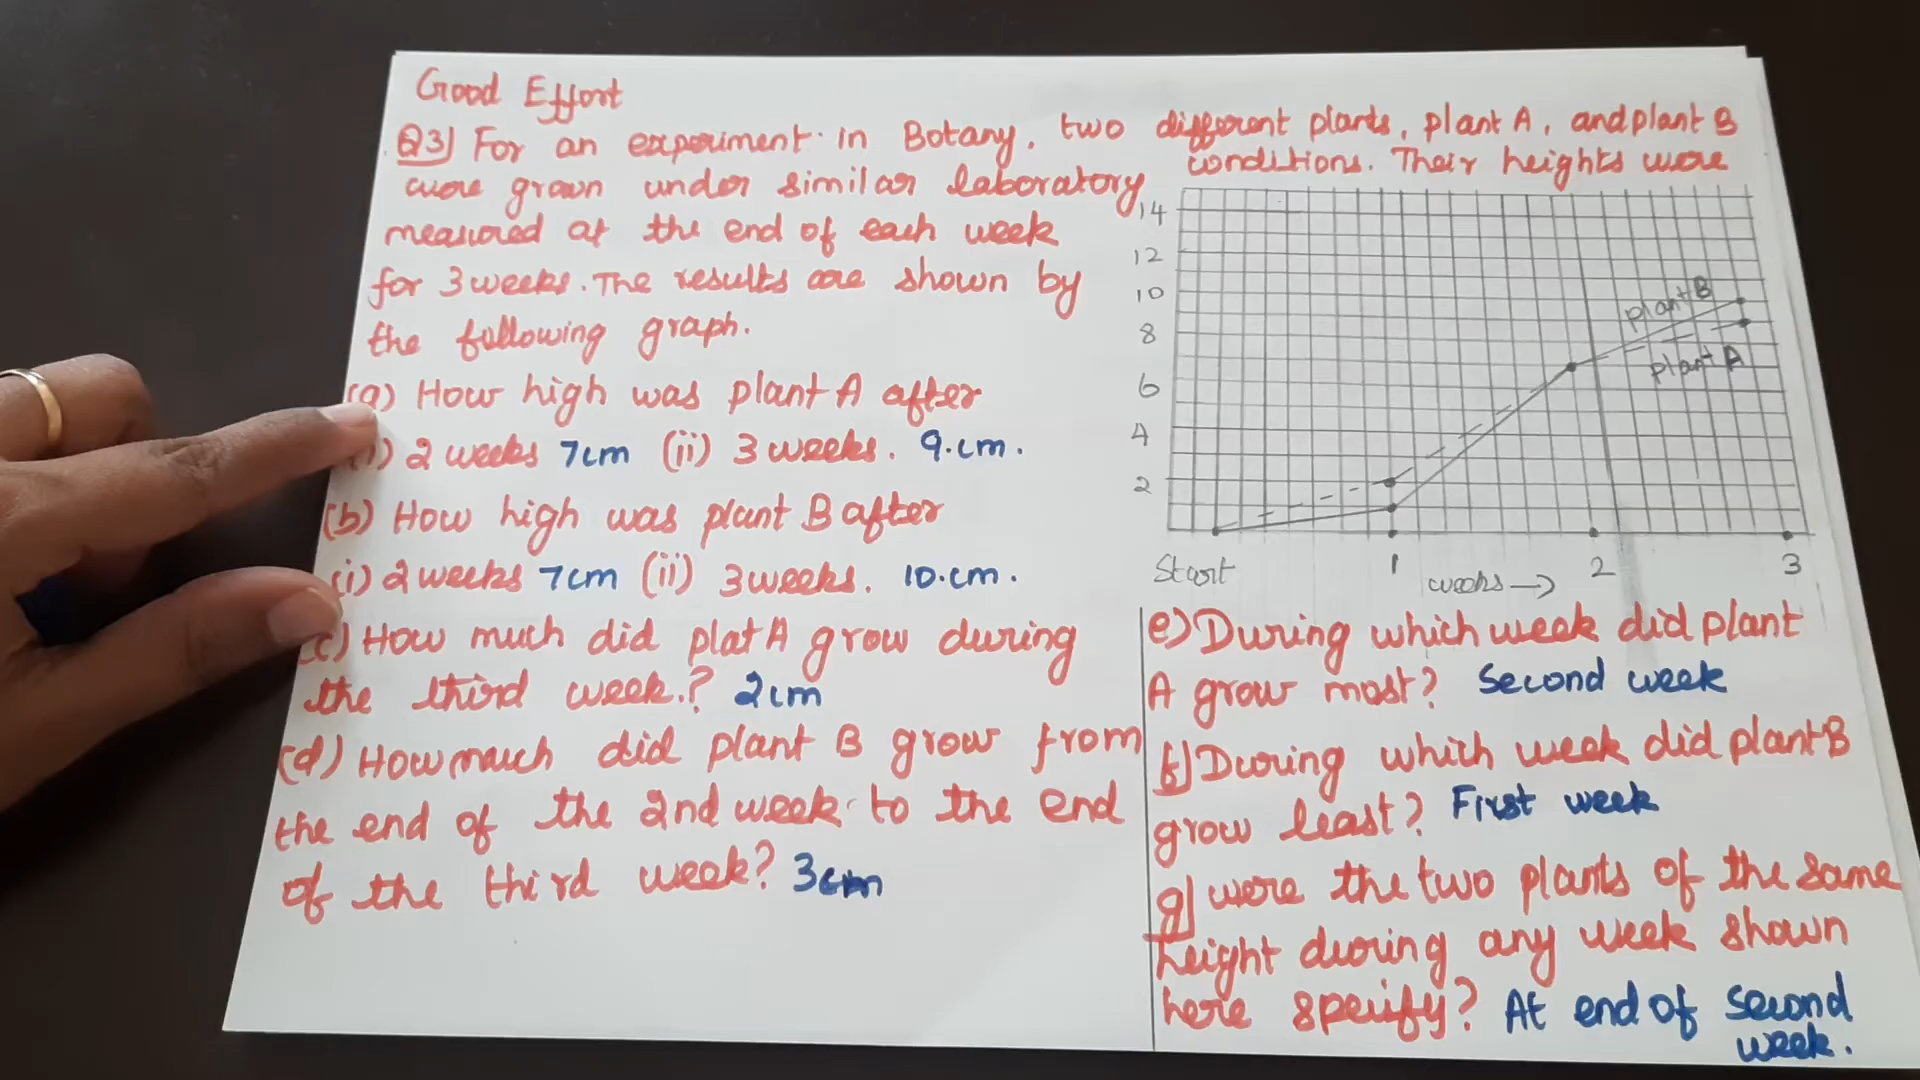 Good Effort
Q3) For an experiment in Botany, two different plants, plant A, and plant B
were grown under similar laboratory conditions. Their heights were
measured at the end of each week
for 3 weeks. The results are shown by
the following graph.
(a) How high was plant A after
(i) 2 weeks 7cm (ii) 3 weeks. 9.cm.
(b) How high was plant B after
(i) 2 weeks 7cm (ii) 3 weeks. 10.cm.
(c) How much did plat A grow during
the third week.? 2cm
(d) How much did plant B grow from
the end of the 2nd week to the end
of the third week? 3cm
14
12
10
8
6
4
2
plant B
plant A
Start 1 weeks → 2 3
e) During which week did plant
A grow most? Second week
f) During which week did plant B
grow least? First week
g) were the two plants of the same
height during any week shown
here specify? At end of second
week.